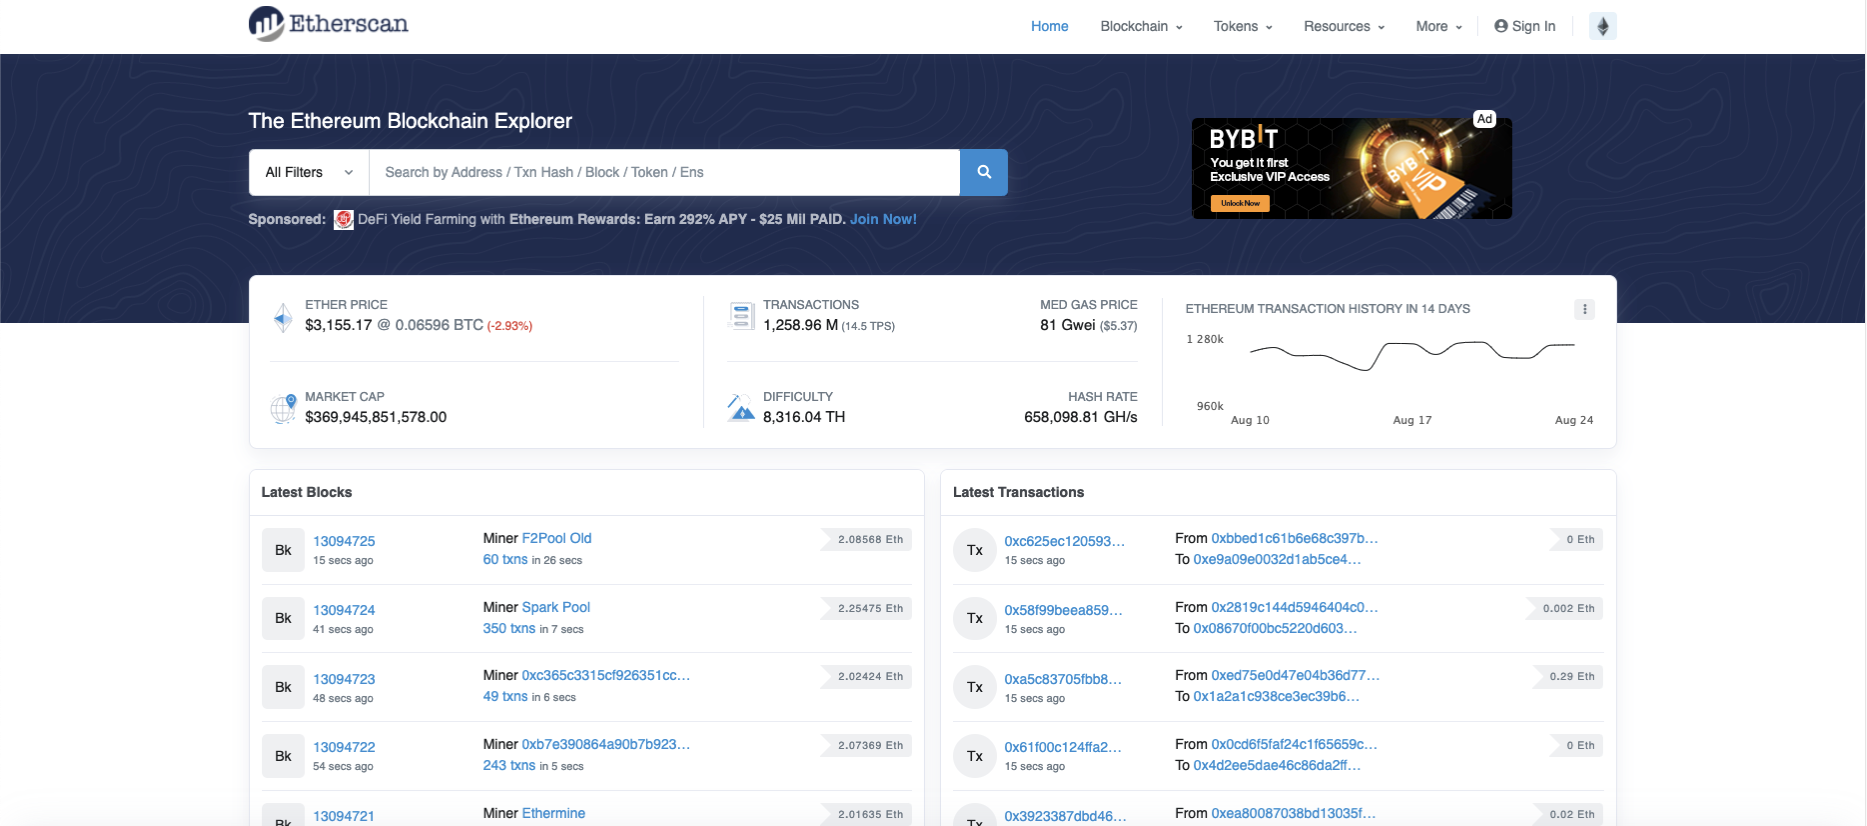 Etherscan
Home Blockchain Tokens Resources More Sign In
The Ethereum Blockchain Explorer
All Filters Search by Address / Txn Hash / Block / Token / Ens
Sponsored: DeFi Yield Farming with Ethereum Rewards: Earn 292% APY - $25 Mil PAID. Join Now!
Ad
BYBIT
You get it first
Exclusive VIP Access
Unlock Now
BYBIT
VIP
ETHER PRICE
$3,155.17 @ 0.06596 BTC (-2.93%)
MARKET CAP
$369,945,851,578.00
TRANSACTIONS
1,258.96 M (14.5 TPS)
MED GAS PRICE
81 Gwei ($5.37)
DIFFICULTY
8,316.04 TH
HASH RATE
658,098.81 GH/s
ETHEREUM TRANSACTION HISTORY IN 14 DAYS
1 280k
960k
Aug 10 Aug 17 Aug 24
Latest Blocks
Bk 13094725 Miner F2Pool Old 2.08568 Eth
15 secs ago 60 txns in 26 secs
Bk 13094724 Miner Spark Pool 2.25475 Eth
41 secs ago 350 txns in 7 secs
Bk 13094723 Miner 0xc365c3315cf926351cc... 2.02424 Eth
48 secs ago 49 txns in 6 secs
Bk 13094722 Miner 0xb7e390864a90b7b923... 2.07369 Eth
54 secs ago 243 txns in 5 secs
Bk 13094721 Miner Ethermine 2.01635 Eth
Latest Transactions
Tx 0xc625ec120593... From 0xbbed1c61b6e68c397b... 0 Eth
15 secs ago To 0xe9a09e0032d1ab5ce4...
Tx 0x58f99beea859... From 0x2819c144d5946404c0... 0.002 Eth
15 secs ago To 0x08670f00bc5220d603...
Tx 0xa5c83705fbb8... From 0xed75e0d47e04b36d77... 0.29 Eth
15 secs ago To 0x1a2a1c938ce3ec39b6...
Tx 0x61f00c124ffa2... From 0x0cd6f5faf24c1f65659c... 0 Eth
15 secs ago To 0x4d2ee5dae46c86da2ff...
Tx 0x3923387dbd46... From 0xea80087038bd13035f... 0.02 Eth